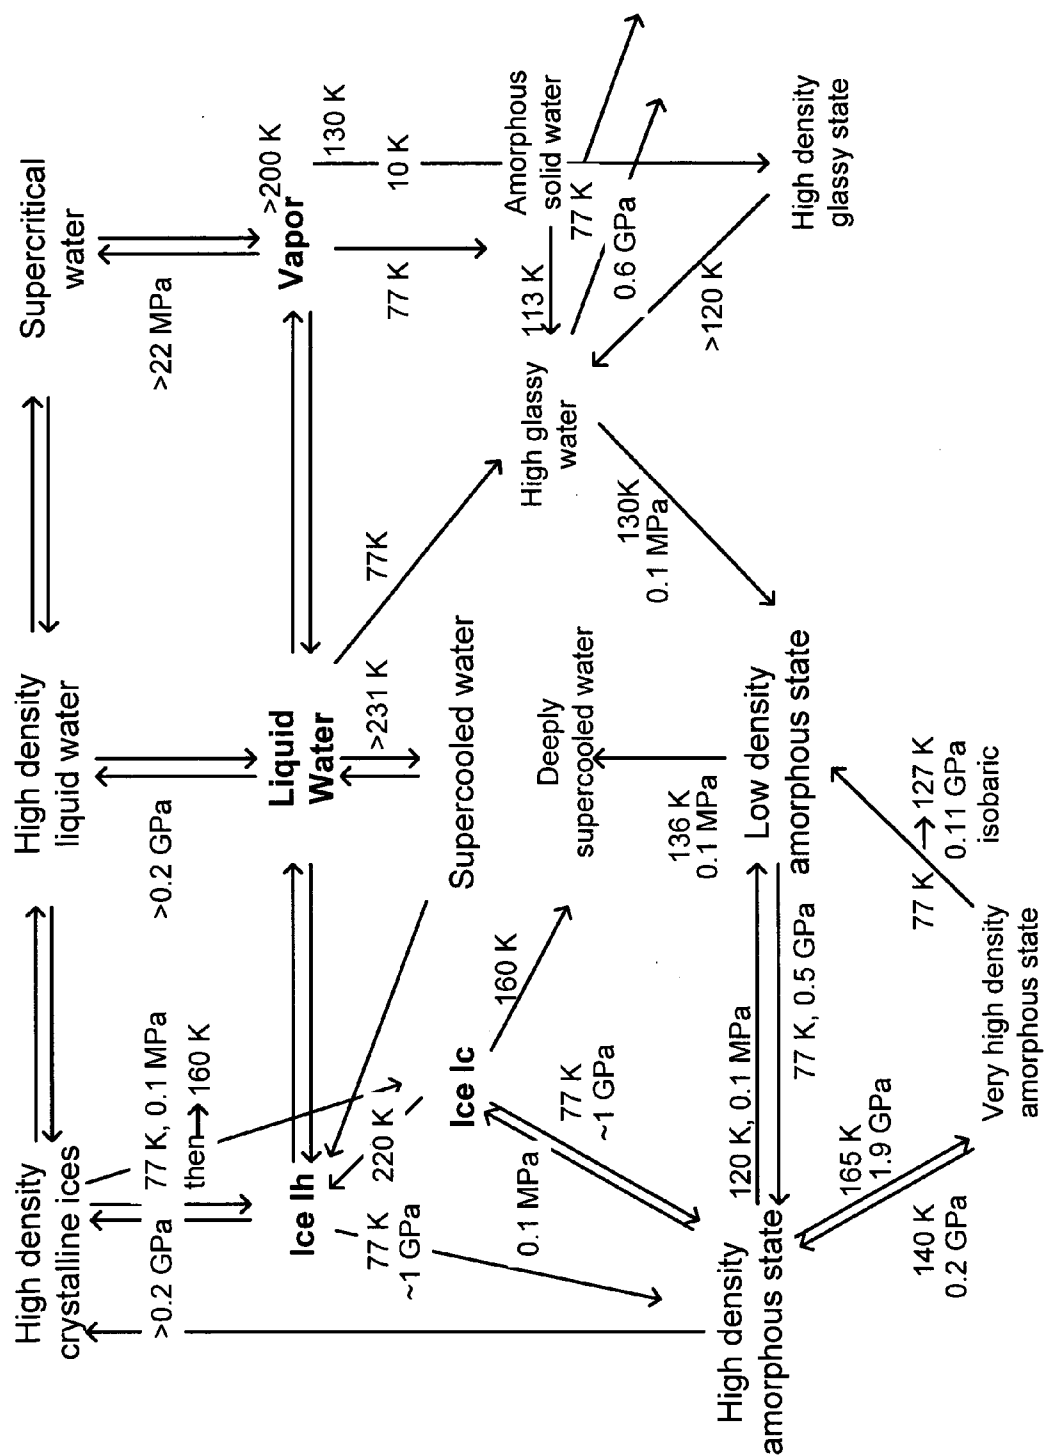 High density
crystalline ices
High density
liquid water
Supercritical
water
>0.2 GPa
77 K, 0.1 MPa
then→160 K
>0.2 GPa
>22 MPa
Ice Ih
Liquid
Water
Vapor
>200 K
130 K
10 K
77 K
~1 GPa
220 K
>231 K
77K
77 K
Ice Ic
Supercooled water
0.1 MPa
77 K
~1 GPa
160 K
Deeply
supercooled water
High glassy
water
113 K
Amorphous
solid water
77 K
0.6 GPa
>120 K
130K
0.1 MPa
136 K
0.1 MPa
High density
amorphous state
120 K, 0.1 MPa
77 K, 0.5 GPa
Low density
amorphous state
High density
glassy state
165 K
1.9 GPa
140 K
0.2 GPa
77 K→127 K
0.11 GPa
isobaric
Very high density
amorphous state